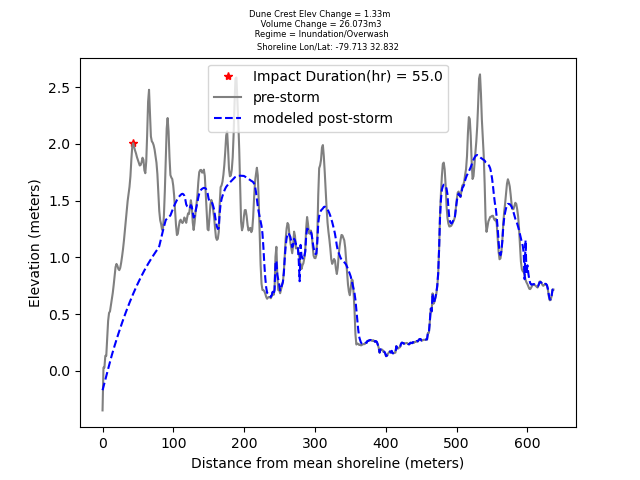 Dune Crest Elev Change = 1.33m
Volume Change = 26.073m3
Regime = Inundation/Overwash
Shoreline Lon/Lat: -79.713 32.832
Impact Duration(hr) = 55.0
pre-storm
modeled post-storm
2.5
2.0
1.5
1.0
0.5
0.0
Elevation (meters)
0 100 200 300 400 500 600
Distance from mean shoreline (meters)